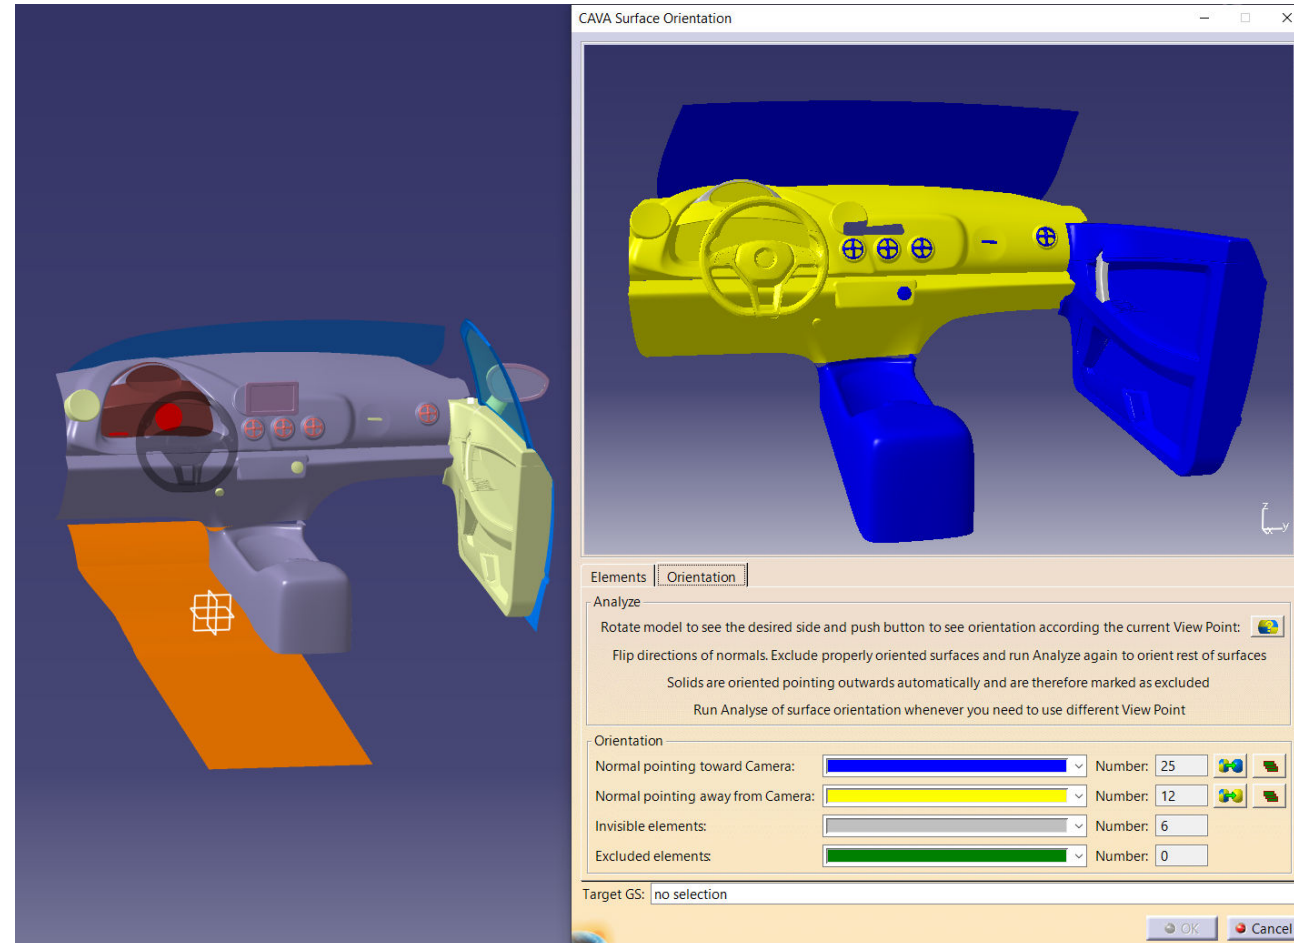 CAVA Surface Orientation
z
y
x
Elements
Orientation
Analyze
Rotate model to see the desired side and push button to see orientation according the current View Point:
Flip directions of normals. Exclude properly oriented surfaces and run Analyze again to orient rest of surfaces
Solids are oriented pointing outwards automatically and are therefore marked as excluded
Run Analyse of surface orientation whenever you need to use different View Point
Orientation
Normal pointing toward Camera: Number: 25
Normal pointing away from Camera: Number: 12
Invisible elements: Number: 6
Excluded elements: Number: 0
Target GS: no selection
OK Cancel